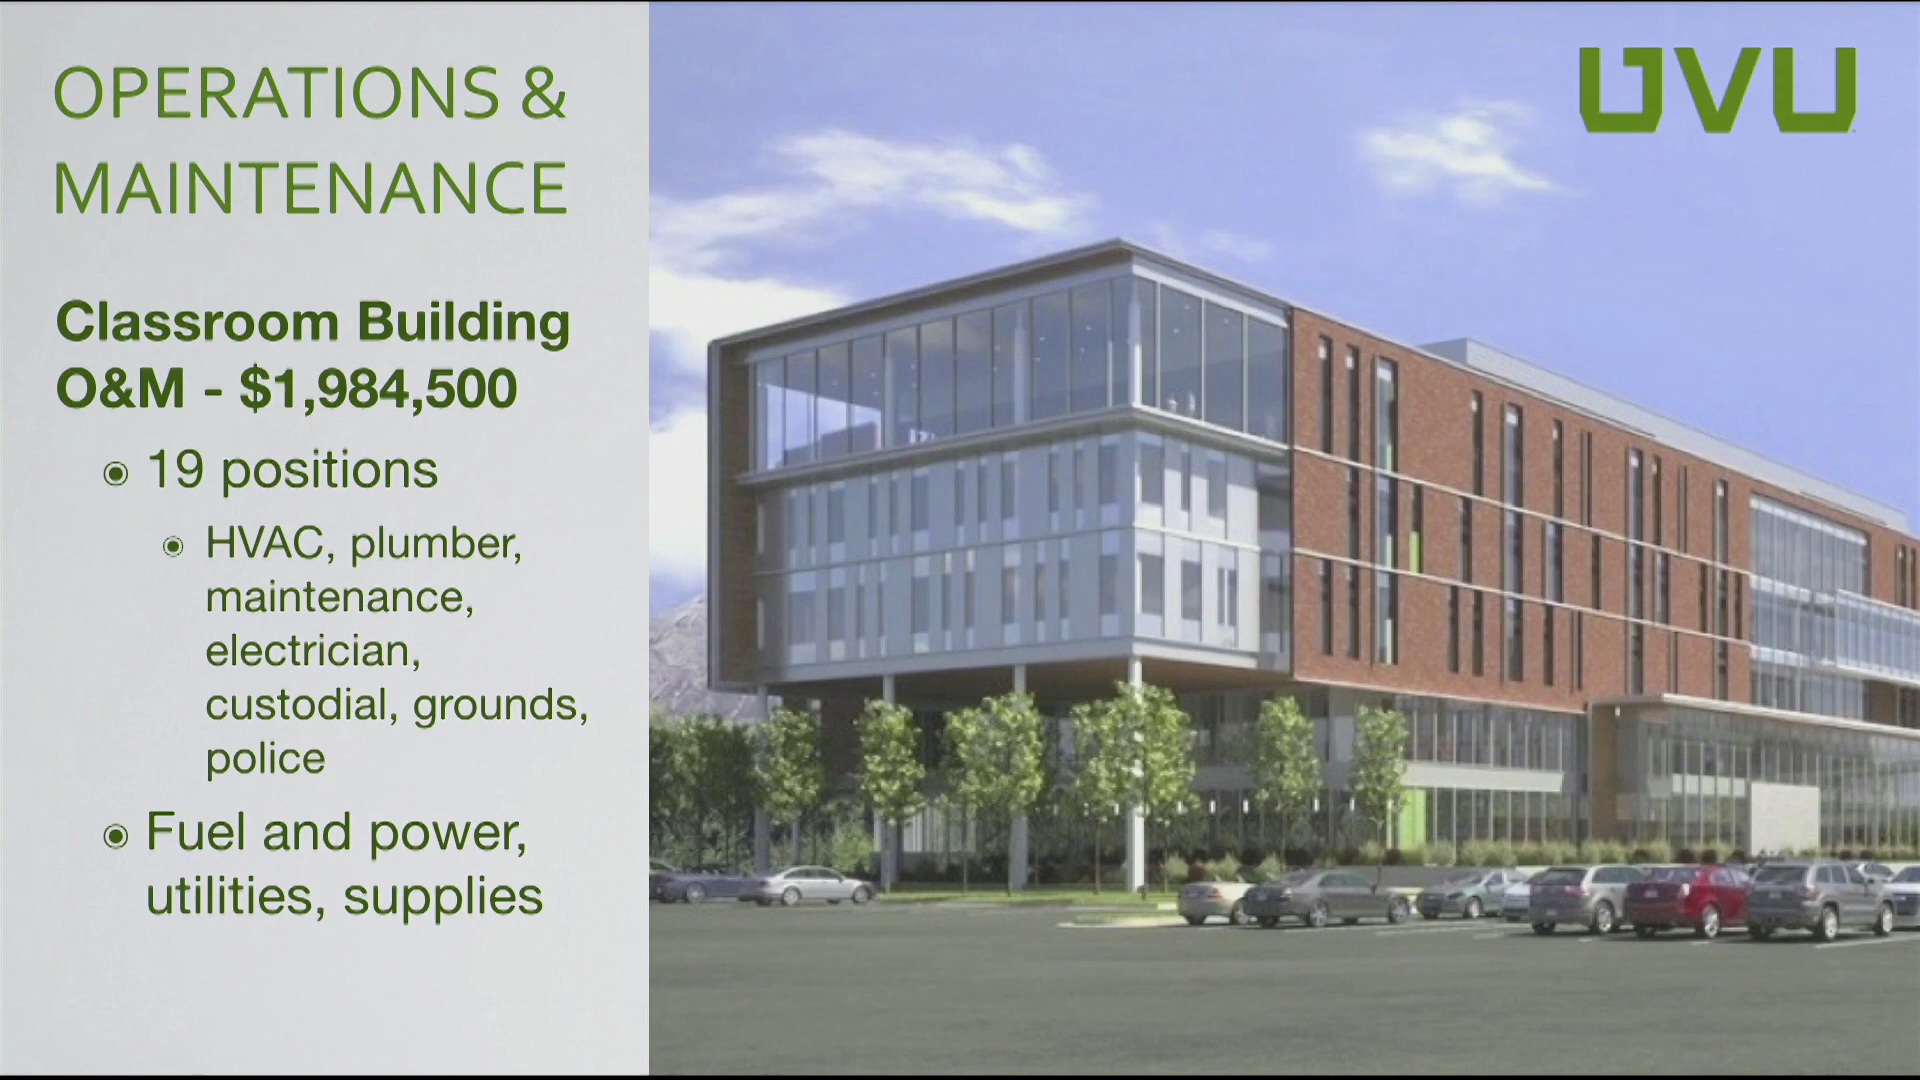 OPERATIONS &
MAINTENANCE
Classroom Building
O&M - $1,984,500
19 positions
HVAC, plumber,
maintenance,
electrician,
custodial, grounds,
police
Fuel and power,
utilities, supplies
UVU